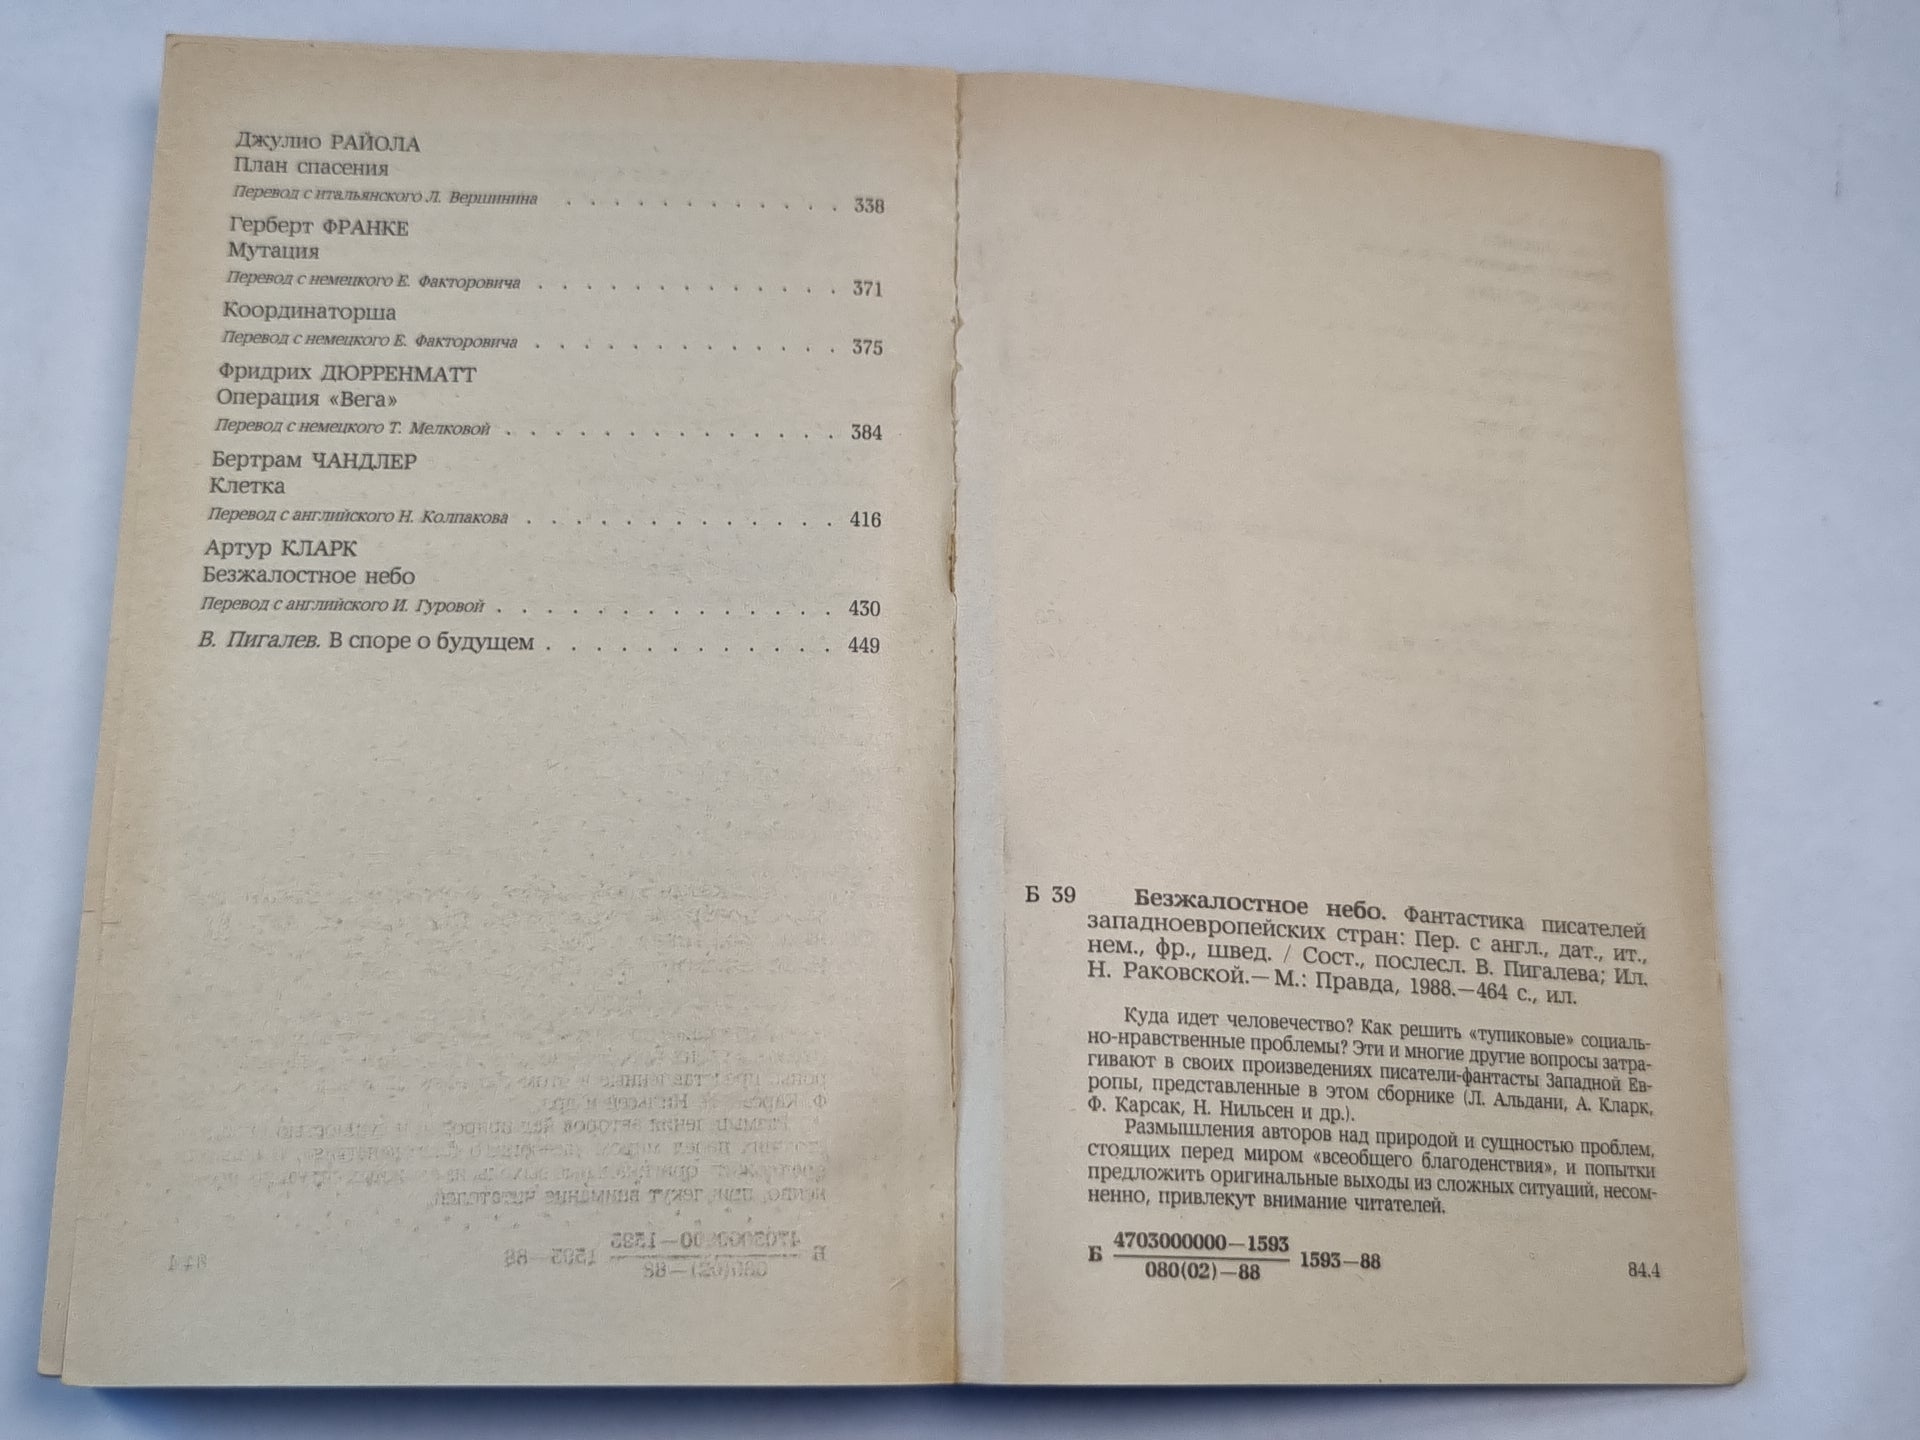 Джулио РАЙОЛА
План спасения
Перевод с итальянского Л. Вершинина . . . . . . . . . . . . 338
Герберт ФРАНКЕ
Мутация
Перевод с немецкого Е. Факторовича . . . . . . . . . . . . . 371
Координаторша
Перевод с немецкого Е. Факторовича . . . . . . . . . . . . . 375
Фридрих ДЮРРЕНМАТТ
Операция «Вега»
Перевод с немецкого Т. Мелковой . . . . . . . . . . . . . . 384
Бертрам ЧАНДЛЕР
Клетка
Перевод с английского Н. Колпакова . . . . . . . . . . . . . 416
Артур КЛАРК
Безжалостное небо
Перевод с английского И. Гуровой . . . . . . . . . . . . . . 430
В. Пигалев. В споре о будущем . . . . . . . . . . . . 449
Б 39 Безжалостное небо. Фантастика писателей
западноевропейских стран: Пер. с англ., дат., ит.,
нем., фр., швед. / Сост., послесл. В. Пигалева; Ил.
Н. Раковской.— М.: Правда, 1988.—464 с., ил.
Куда идет человечество? Как решить «тупиковые» социаль-
но-нравственные проблемы? Эти и многие другие вопросы затра-
гивают в своих произведениях писатели-фантасты Западной Ев-
ропы, представленные в этом сборнике (Л. Альдани, А. Кларк,
Ф. Карсак, Н. Нильсен и др.).
Размышления авторов над природой и сущностью проблем,
стоящих перед миром «всеобщего благоденствия», и попытки
предложить оригинальные выходы из сложных ситуаций, несом-
ненно, привлекут внимание читателей.
4703000000—1593
Б 1593—88
080(02)—88
84.4